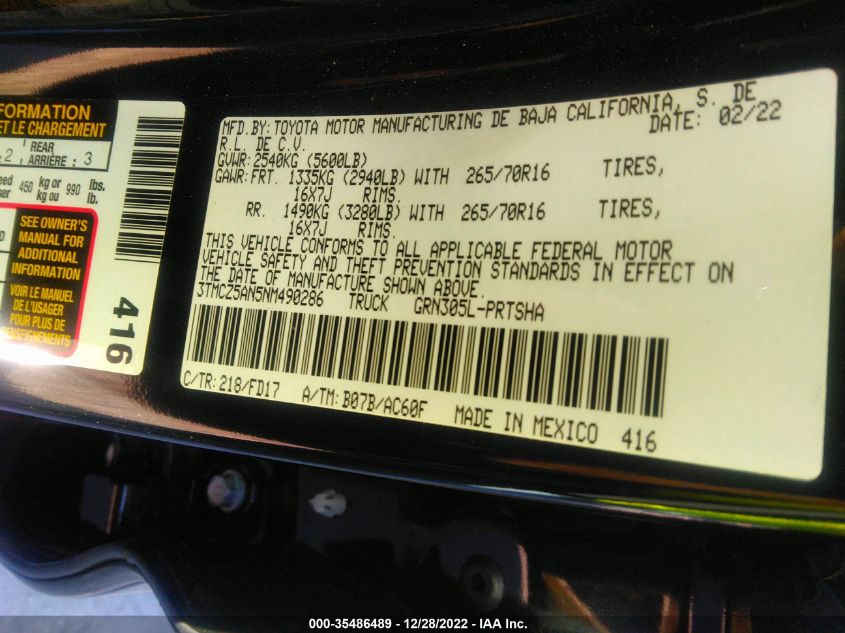 FORMATION
ET LE CHARGEMENT
2 REAR ARRIÈRE : 3
450 kg or kg ou 990 lbs. lb.
SEE OWNER'S
MANUAL FOR
ADDITIONAL
INFORMATION
VOIR LE MANUEL
DE L'USAGER
POUR PLUS DE
RENSEIGNEMENTS
416
MFD.BY:TOYOTA MOTOR MANUFACTURING DE BAJA CALIFORNIA, S. DE
R.L. DE C.V. DATE: 02/22
GVWR:2540KG (5600LB)
GAWR:FRT. 1335KG (2940LB) WITH 265/70R16 TIRES,
16X7J RIMS.
RR. 1490KG (3280LB) WITH 265/70R16 TIRES,
16X7J RIMS.
THIS VEHICLE CONFORMS TO ALL APPLICABLE FEDERAL MOTOR
VEHICLE SAFETY AND THEFT PREVENTION STANDARDS IN EFFECT ON
THE DATE OF MANUFACTURE SHOWN ABOVE.
3TMCZ5AN5NM490286 TRUCK GRN305L-PRTSHA
C/TR:218/FD17 A/TM:B07B/AC60F MADE IN MEXICO 416
000-35486489 - 12/28/2022 - IAA Inc.